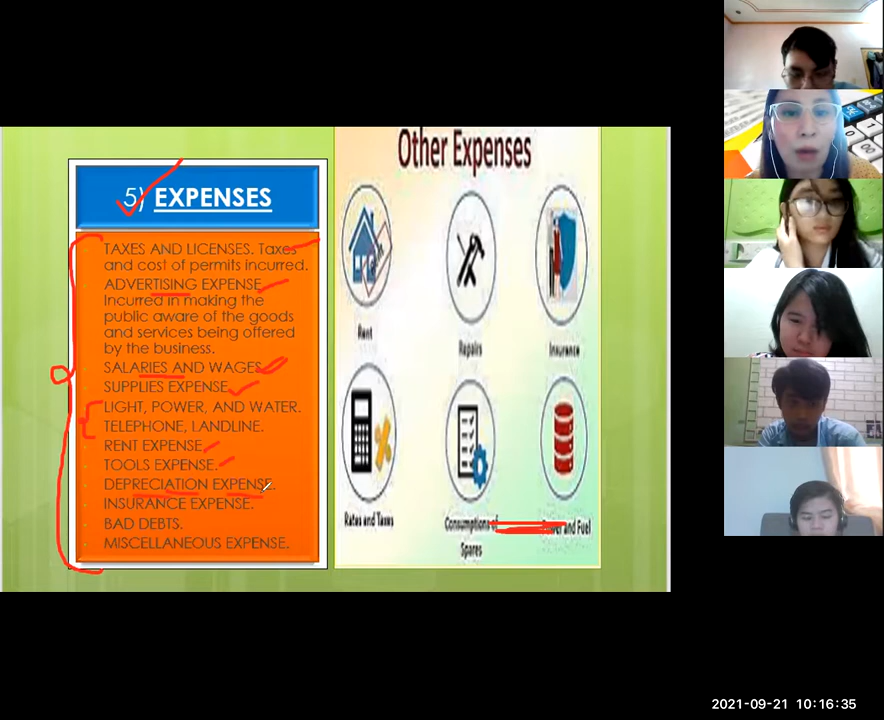 5) EXPENSES
TAXES AND LICENSES. Taxes
and cost of permits incurred.
ADVERTISING EXPENSE
Incurred in making the
public aware of the goods
and services being offered
by the business.
SALARIES AND WAGES
SUPPLIES EXPENSE
LIGHT, POWER, AND WATER.
TELEPHONE, LANDLINE.
RENT EXPENSE
TOOLS EXPENSE.
DEPRECIATION EXPENSE.
INSURANCE EXPENSE.
BAD DEBTS.
MISCELLANEOUS EXPENSE.
Other Expenses
Rent
Repairs
Insurance
Rates and Taxes
Consumptions of
Spares
and Fuel
2021-09-21 10:16:35